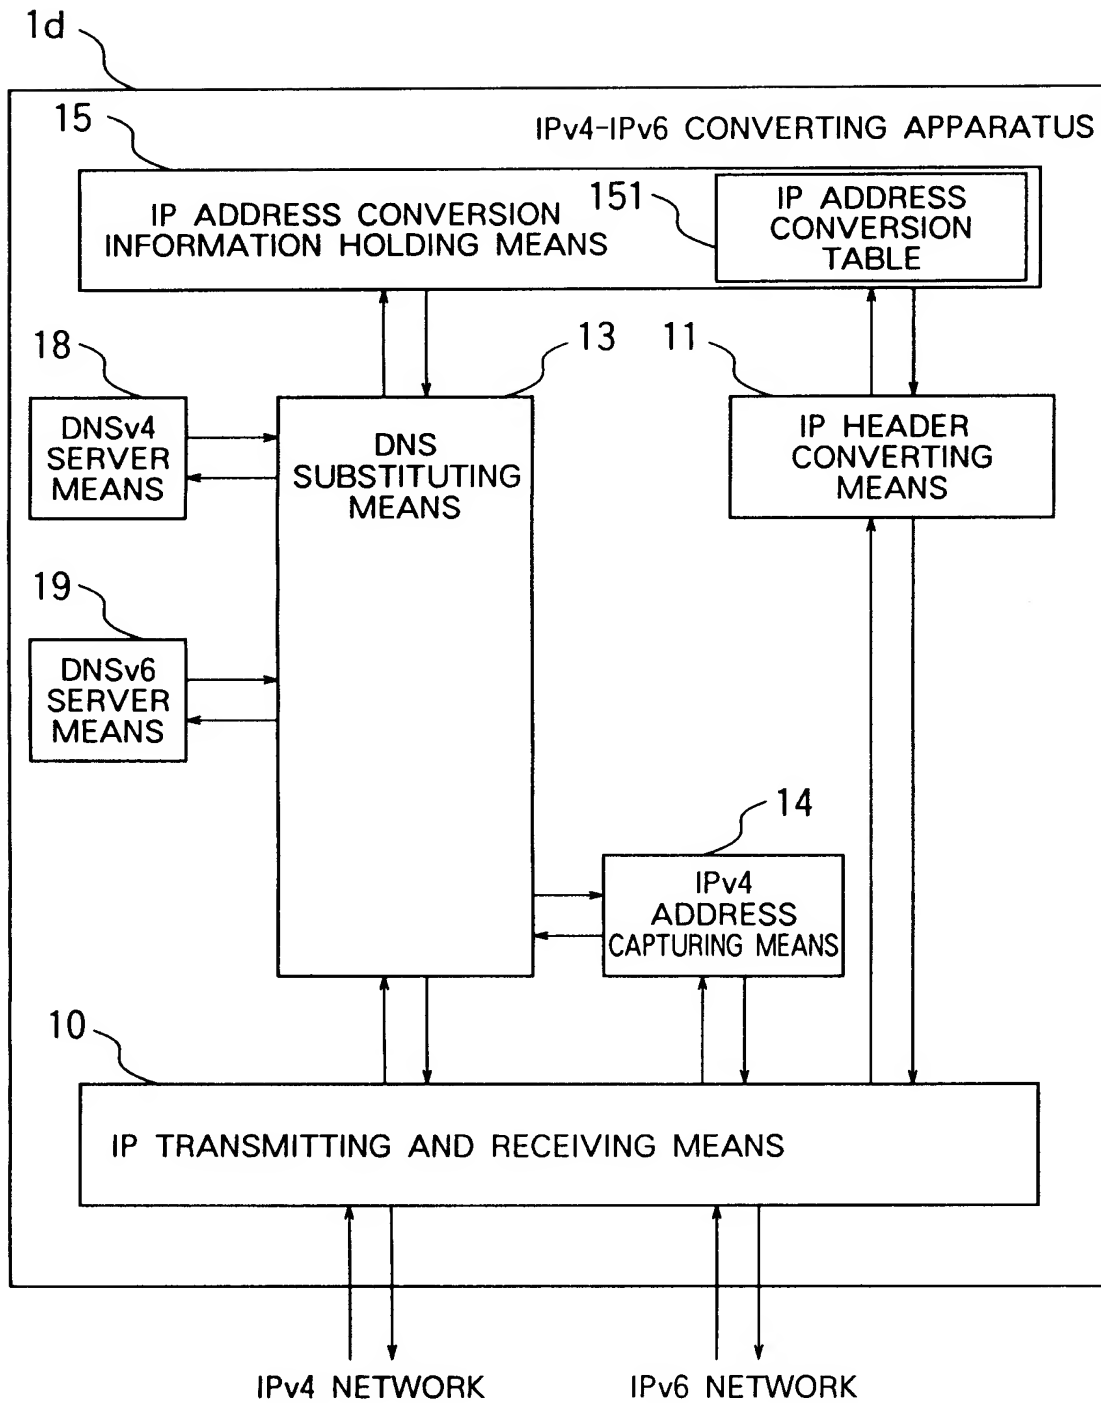 1d
IPv4-IPv6 CONVERTING APPARATUS
15
IP ADDRESS CONVERSION
INFORMATION HOLDING MEANS
151
IP ADDRESS
CONVERSION
TABLE
18
13
11
DNSv4
SERVER
MEANS
DNS
SUBSTITUTING
MEANS
IP HEADER
CONVERTING
MEANS
19
DNSv6
SERVER
MEANS
14
IPv4
ADDRESS
CAPTURING MEANS
10
IP TRANSMITTING AND RECEIVING MEANS
IPv4 NETWORK
IPv6 NETWORK